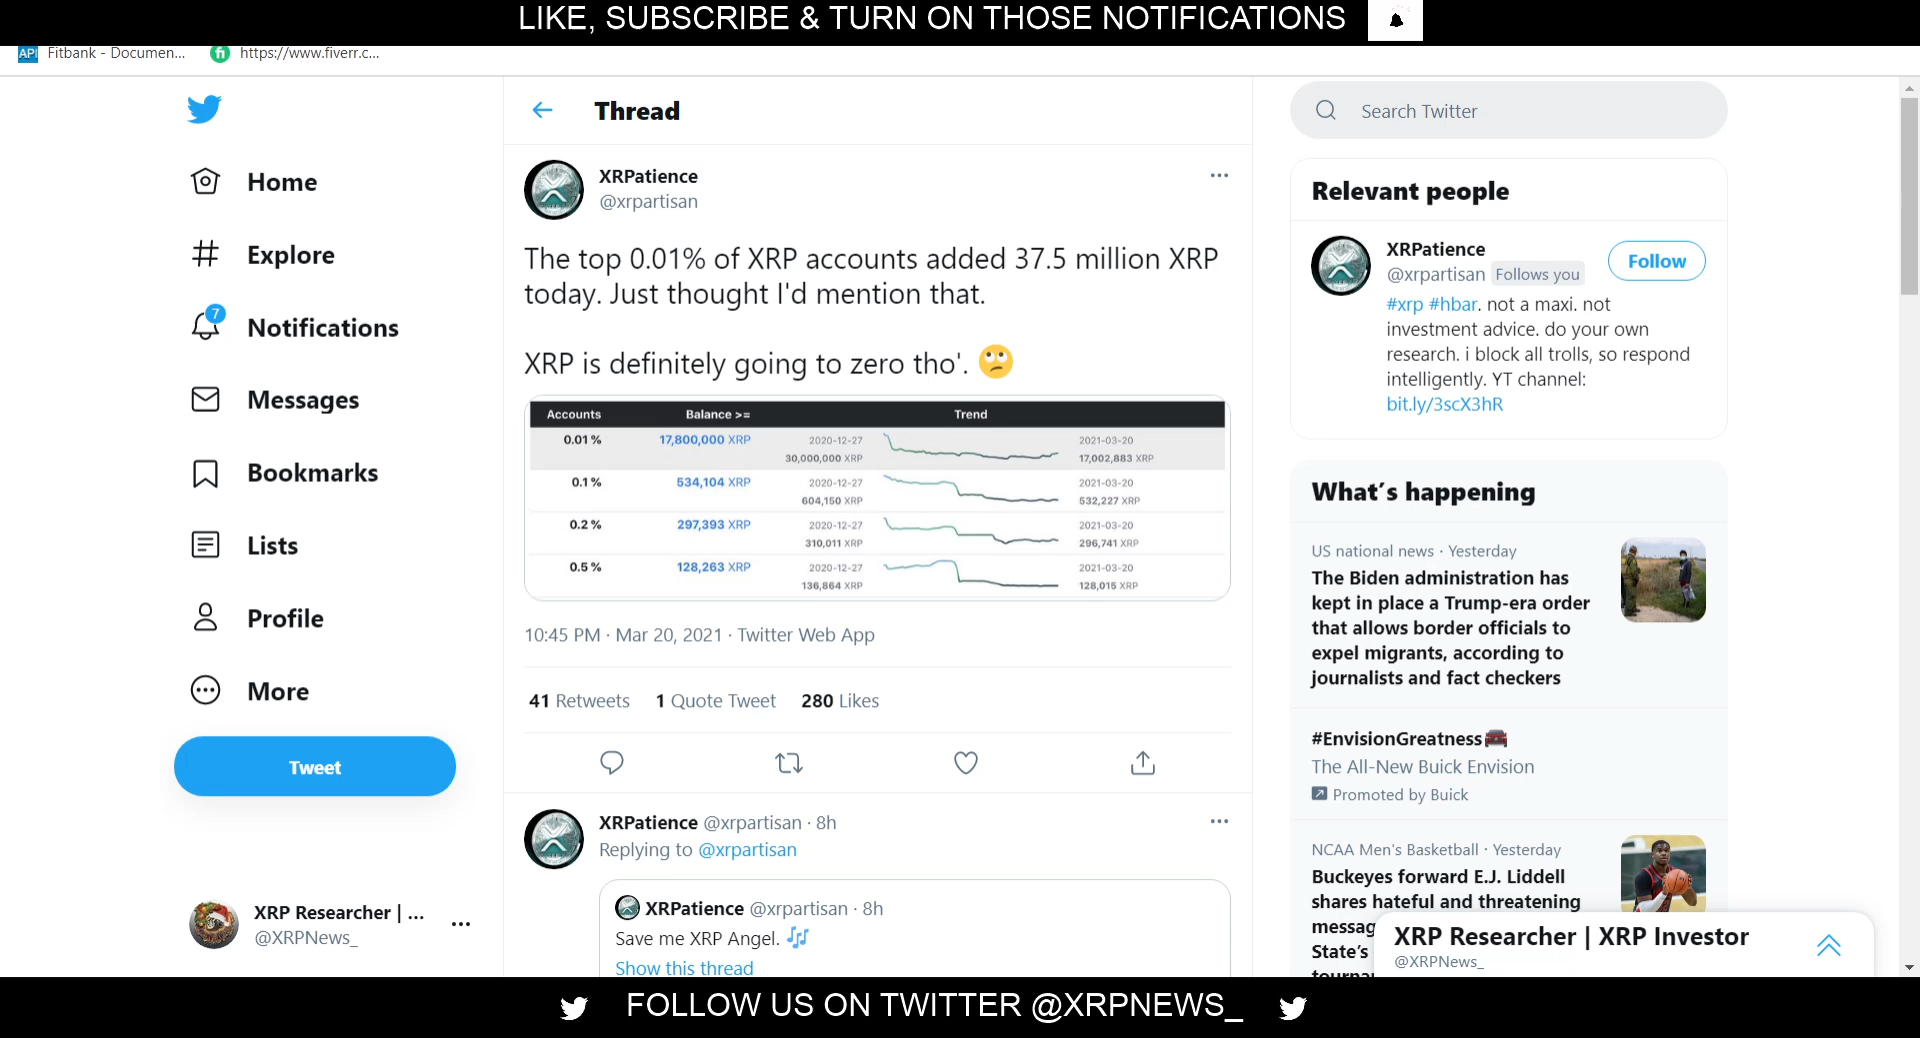 LIKE, SUBSCRIBE & TURN ON THOSE NOTIFICATIONS
API Fitbank - Documen...
fi https://www.fiverr.c...
Home
Explore
7
Notifications
Messages
Bookmarks
Lists
Profile
More
Tweet
XRP Researcher | ...
@XRPNews_
Thread
XRPatience
@xrpartisan
The top 0.01% of XRP accounts added 37.5 million XRP
today. Just thought I'd mention that.
XRP is definitely going to zero tho'. 🙄
Accounts Balance >= Trend
0.01 % 17,800,000 XRP 2020-12-27 2021-03-20
30,000,000 XRP 17,002,883 XRP
0.1 % 534,104 XRP 2020-12-27 2021-03-20
604,150 XRP 532,227 XRP
0.2 % 297,393 XRP 2020-12-27 2021-03-20
310,011 XRP 296,741 XRP
0.5 % 128,263 XRP 2020-12-27 2021-03-20
136,864 XRP 128,015 XRP
10:45 PM · Mar 20, 2021 · Twitter Web App
41 Retweets 1 Quote Tweet 280 Likes
XRPatience @xrpartisan · 8h
Replying to @xrpartisan
XRPatience @xrpartisan · 8h
Save me XRP Angel. 🎶
Show this thread
Search Twitter
Relevant people
XRPatience
@xrpartisan Follows you
Follow
#xrp #hbar. not a maxi. not
investment advice. do your own
research. i block all trolls, so respond
intelligently. YT channel:
bit.ly/3scX3hR
What's happening
US national news · Yesterday
The Biden administration has
kept in place a Trump-era order
that allows border officials to
expel migrants, according to
journalists and fact checkers
#EnvisionGreatness
The All-New Buick Envision
Promoted by Buick
NCAA Men's Basketball · Yesterday
Buckeyes forward E.J. Liddell
shares hateful and threatening
messag
State's
XRP Researcher | XRP Investor
@XRPNews_
FOLLOW US ON TWITTER @XRPNEWS_